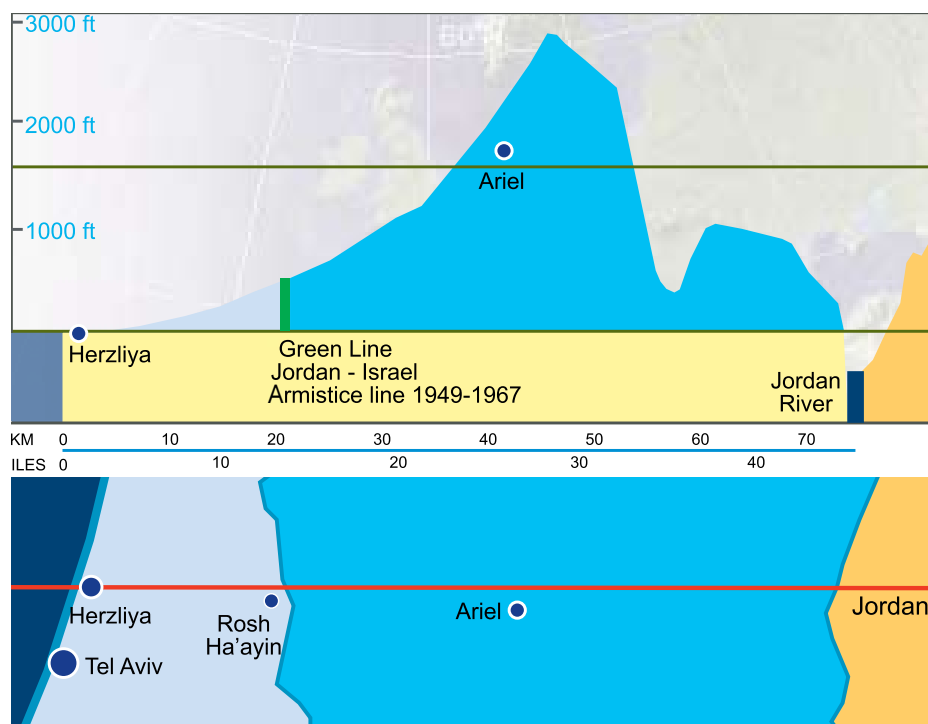 3000 ft
2000 ft
Ariel
1000 ft
Herzliya
Green Line
Jordan - Israel
Armistice line 1949-1967
Jordan
River
KM 0 10 20 30 40 50 60 70
ILES 0 10 20 30 40
Herzliya
Rosh
Ha'ayin
Ariel
Jordan
Tel Aviv